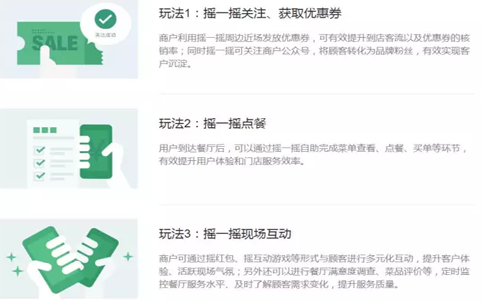 SALE
玩法1：摇一摇关注、获取优惠券
商户利用摇一摇周边近场发放优惠券，可有效提升到店客流以及优惠券的核
销率；同时摇一摇可关注商户公众号，将顾客转化为品牌粉丝，有效实现客
户沉淀。
玩法2：摇一摇点餐
用户到达餐厅后，可以通过摇一摇自助完成菜单查看、点餐、买单等环节，
有效提升用户体验和门店服务效率。
玩法3：摇一摇现场互动
商户可通过摇红包、摇互动游戏等形式与顾客进行多元化互动，提升客户体
验、活跃现场气氛；另外还可以进行餐厅满意度调查、菜品评价等，定时监
控餐厅服务水平、及时了解顾客需求变化，提升服务质量。